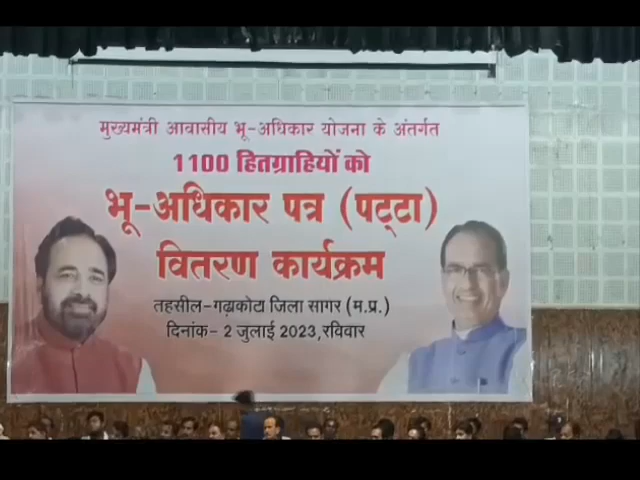 मुख्यमंत्री आवासीय भू-अधिकार योजना के अंतर्गत
1100 हितग्राहियों को
भू-अधिकार पत्र (पट्टा)
वितरण कार्यक्रम
तहसील-गढ़ाकोटा जिला सागर (म.प्र.)
दिनांक- 2 जुलाई 2023,रविवार